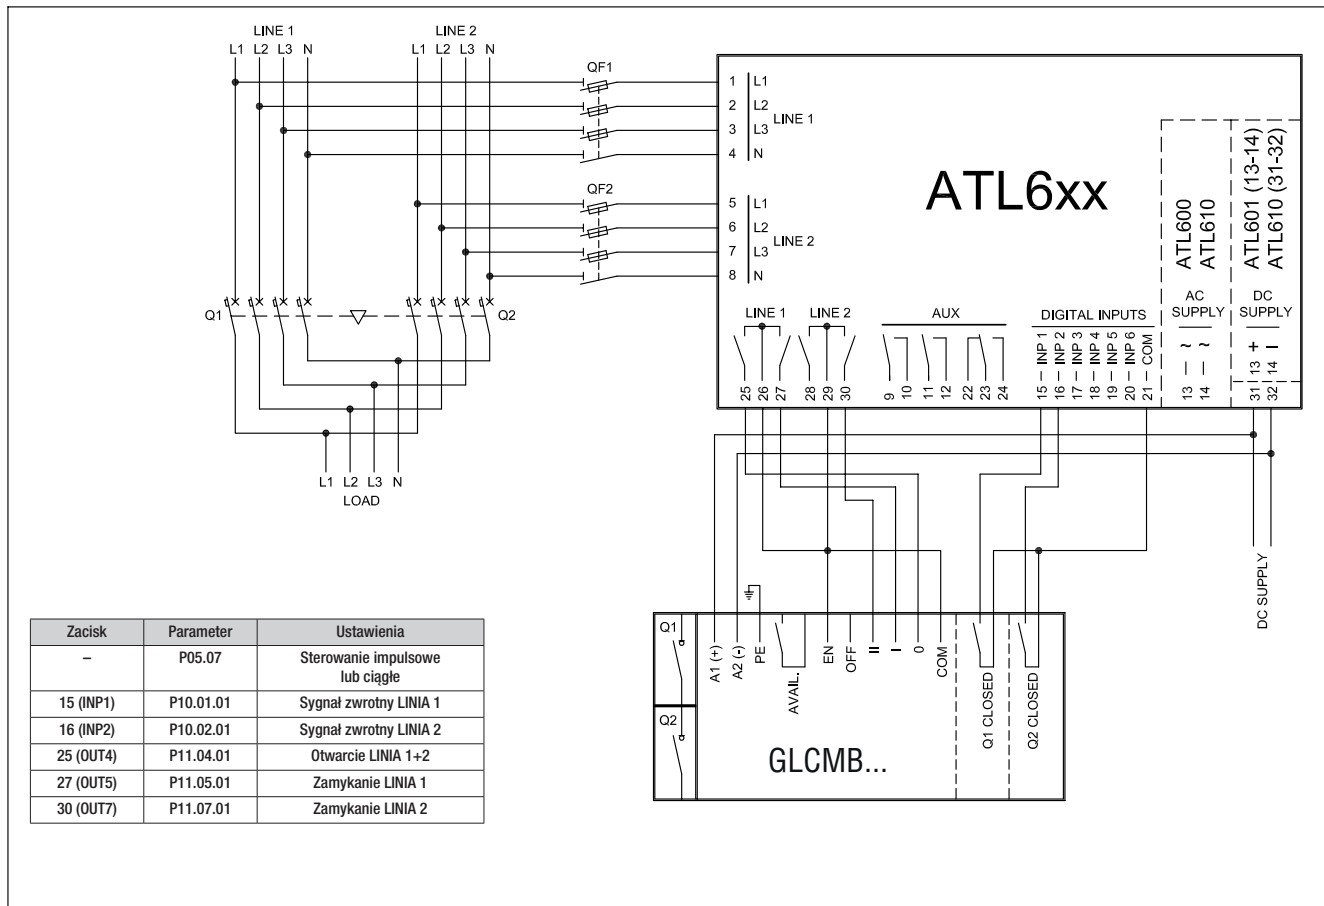 LINE 1
LINE 2
L1 L2 L3 N
L1 L2 L3 N
QF1
1 L1
2 L2
3 L3
4 N
LINE 1
QF2
5 L1
6 L2
7 L3
8 N
LINE 2
ATL6xx
ATL600
ATL610
ATL601 (13-14)
ATL610 (31-32)
AC
SUPPLY
DC
SUPPLY
Q1
Q2
LINE 1
LINE 2
AUX
DIGITAL INPUTS
25
26
27
28
29
30
9
10
11
12
22
23
24
15 – INP 1
16 – INP 2
17 – INP 3
18 – INP 4
19 – INP 5
20 – INP 6
21 – COM
13 – ~
14 – ~
13 +
14 –
31
32
L1 L2 L3 N
LOAD
DC SUPPLY
Q1
Q2
A1 (+)
A2 (-)
PE
AVAIL.
EN
OFF
II
I
0
COM
Q1 CLOSED
Q2 CLOSED
GLCMB...
Zacisk Parameter Ustawienia
– P05.07 Sterowanie impulsowe
lub ciągłe
15 (INP1) P10.01.01 Sygnał zwrotny LINIA 1
16 (INP2) P10.02.01 Sygnał zwrotny LINIA 2
25 (OUT4) P11.04.01 Otwarcie LINIA 1+2
27 (OUT5) P11.05.01 Zamykanie LINIA 1
30 (OUT7) P11.07.01 Zamykanie LINIA 2